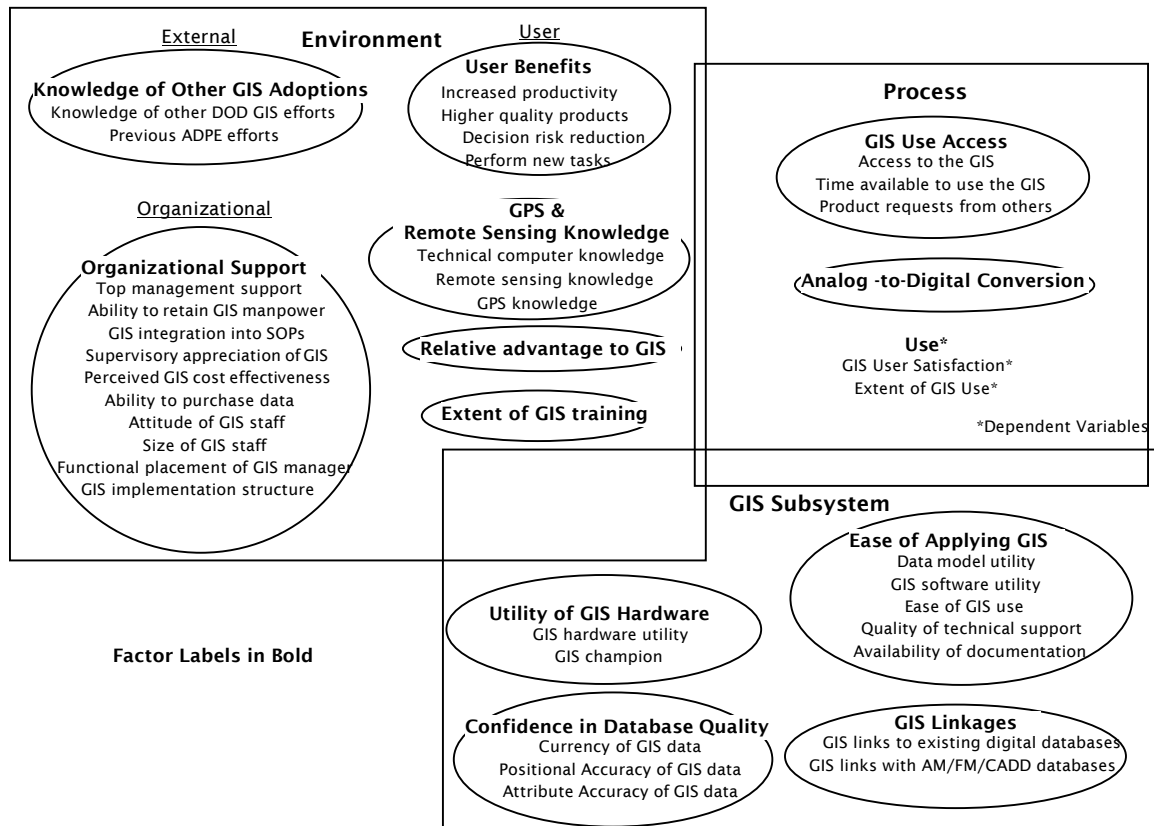 Environment
External
Knowledge of Other GIS Adoptions
Knowledge of other DOD GIS efforts
Previous ADPE efforts
Organizational
Organizational Support
Top management support
Ability to retain GIS manpower
GIS integration into SOPs
Supervisory appreciation of GIS
Perceived GIS cost effectiveness
Ability to purchase data
Attitude of GIS staff
Size of GIS staff
Functional placement of GIS manager
GIS implementation structure
User
User Benefits
Increased productivity
Higher quality products
Decision risk reduction
Perform new tasks
GPS &
Remote Sensing Knowledge
Technical computer knowledge
Remote sensing knowledge
GPS knowledge
Relative advantage to GIS
Extent of GIS training
Process
GIS Use Access
Access to the GIS
Time available to use the GIS
Product requests from others
Analog -to-Digital Conversion
Use*
GIS User Satisfaction*
Extent of GIS Use*
*Dependent Variables
GIS Subsystem
Ease of Applying GIS
Data model utility
GIS software utility
Ease of GIS use
Quality of technical support
Availability of documentation
Utility of GIS Hardware
GIS hardware utility
GIS champion
Confidence in Database Quality
Currency of GIS data
Positional Accuracy of GIS data
Attribute Accuracy of GIS data
GIS Linkages
GIS links to existing digital databases
GIS links with AM/FM/CADD databases
Factor Labels in Bold